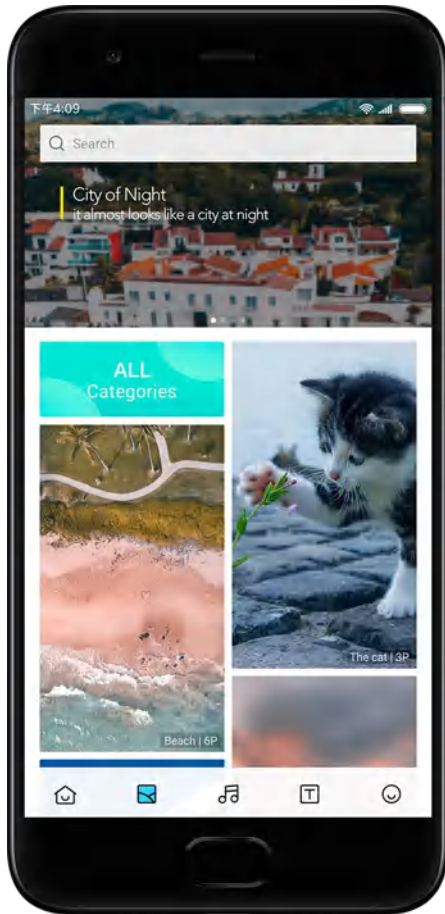 下午4:09
Search
City of Night
it almost looks like a city at night
ALL
Categories
The cat | 3P
Beach | 6P
T